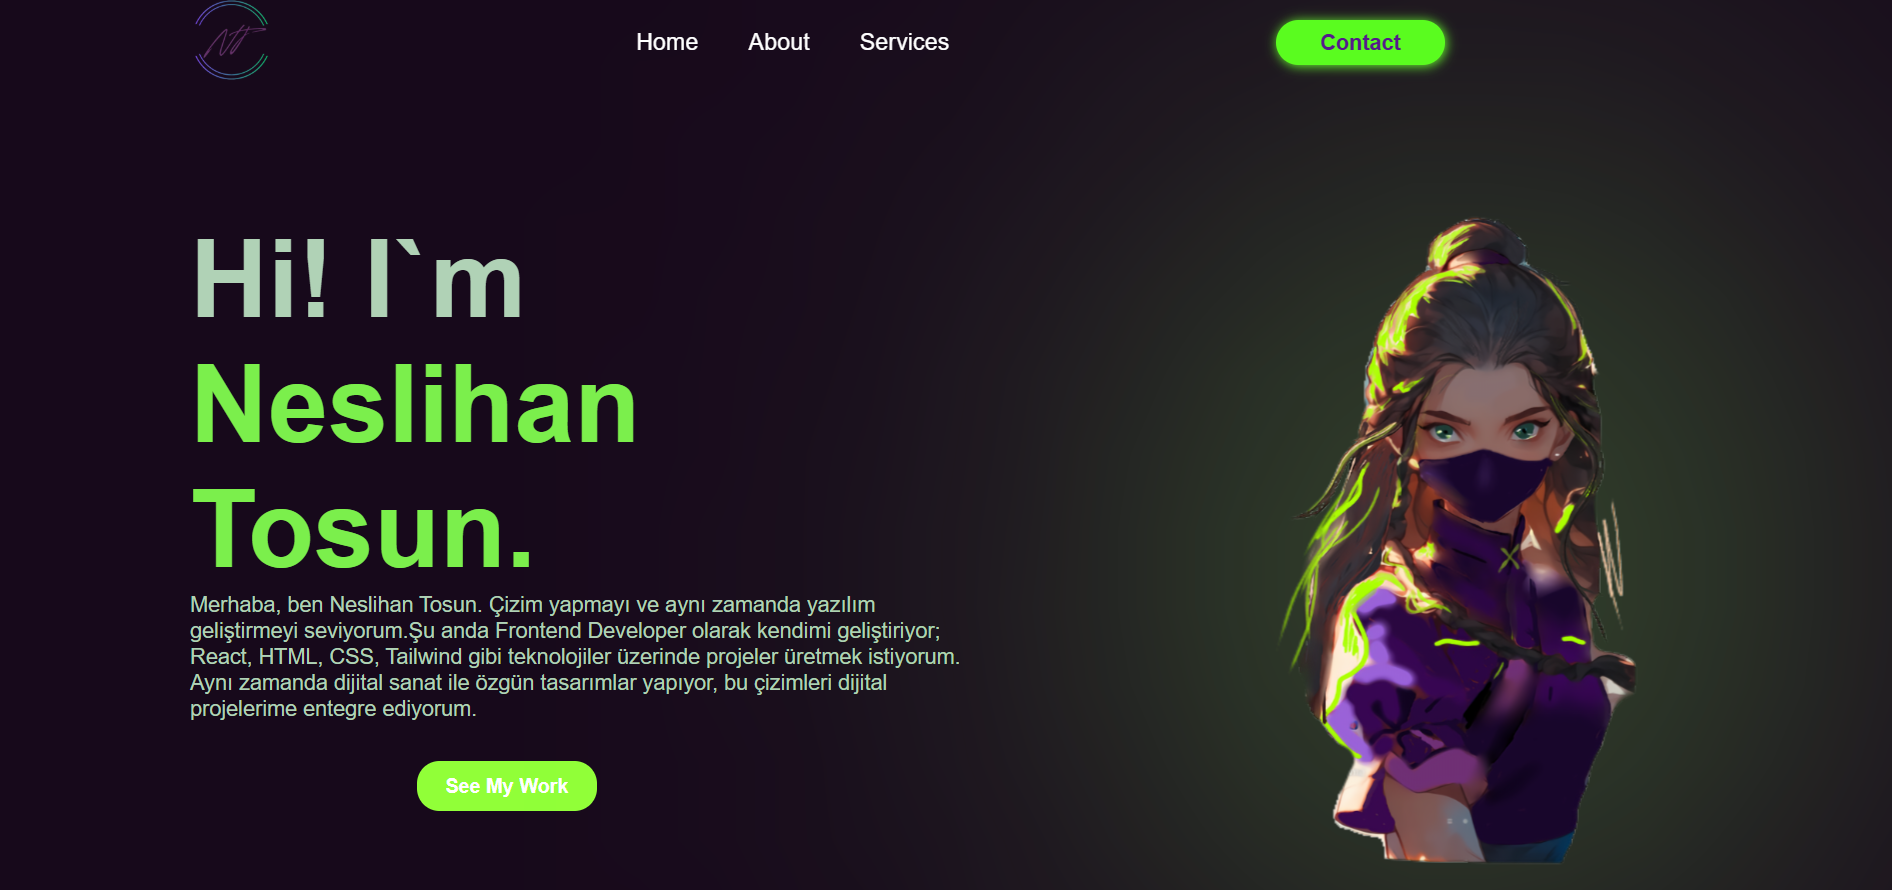 Home About Services Contact
Hi! I`m
Neslihan
Tosun.
Merhaba, ben Neslihan Tosun. Çizim yapmayı ve aynı zamanda yazılım
geliştirmeyi seviyorum.Şu anda Frontend Developer olarak kendimi geliştiriyor;
React, HTML, CSS, Tailwind gibi teknolojiler üzerinde projeler üretmek istiyorum.
Aynı zamanda dijital sanat ile özgün tasarımlar yapıyor, bu çizimleri dijital
projelerime entegre ediyorum.
See My Work